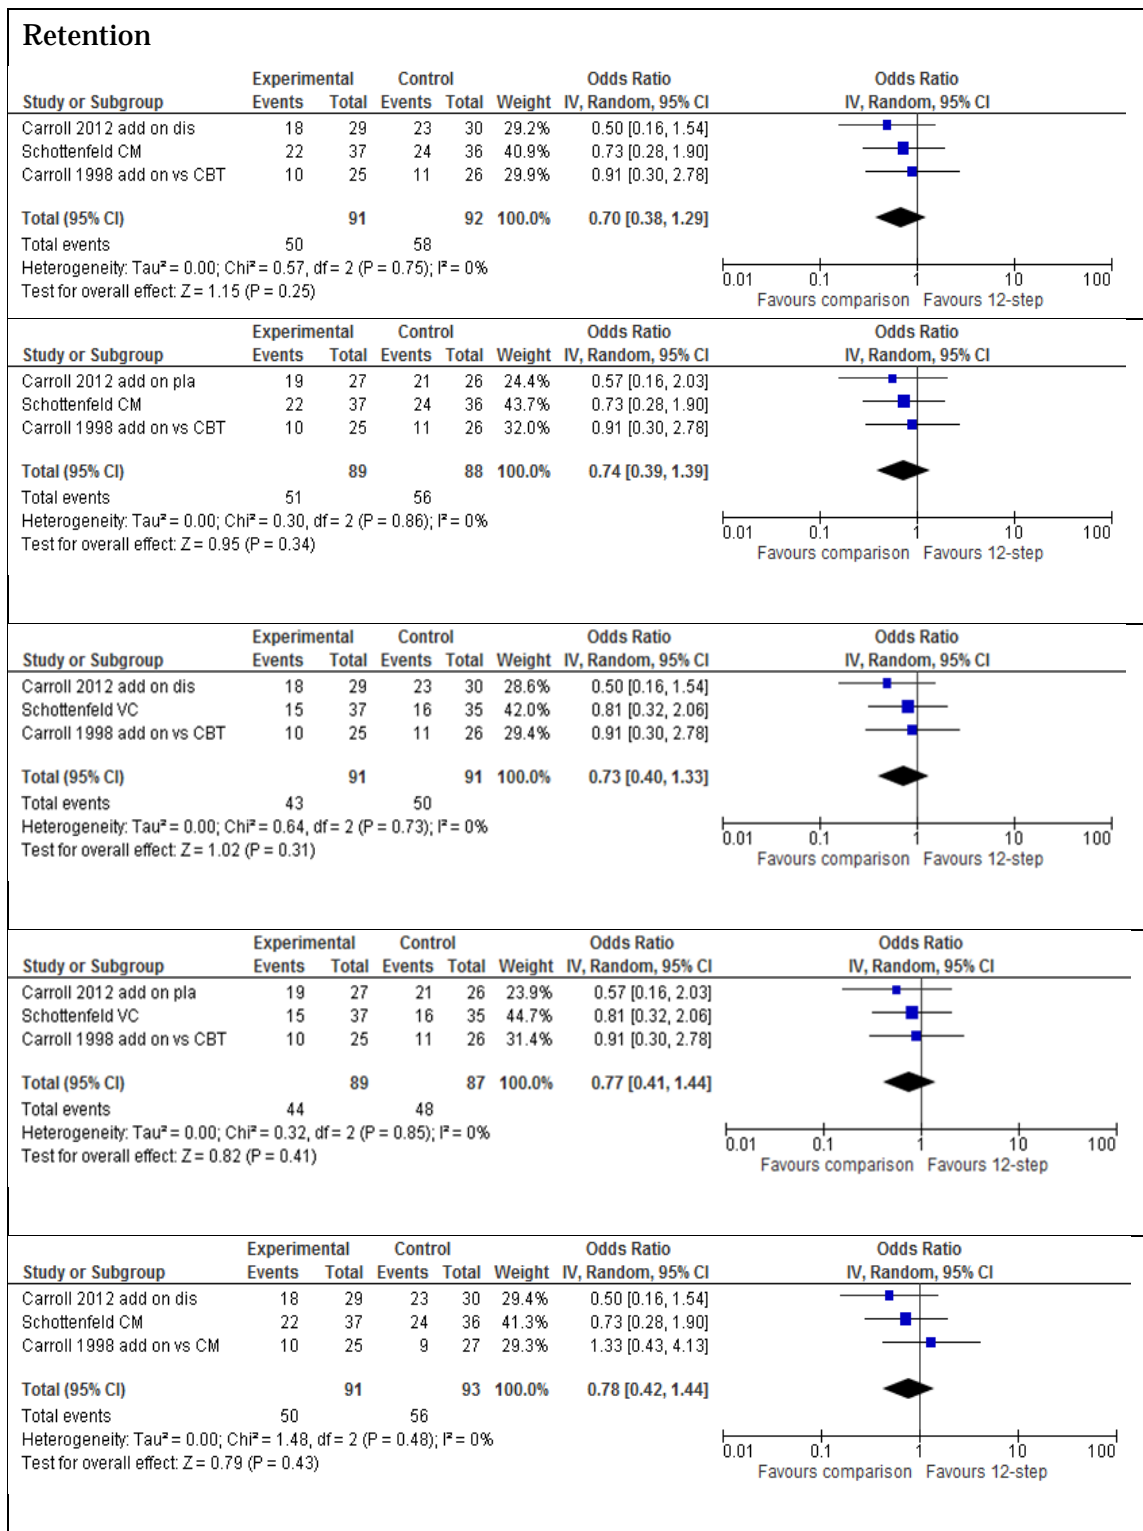 Retention
Experimental Control Odds Ratio Odds Ratio
Study or Subgroup Events Total Events Total Weight IV, Random, 95% CI IV, Random, 95% CI
Carroll 2012 add on dis 18 29 23 30 29.2% 0.50 [0.16, 1.54]
Schottenfeld CM 22 37 24 36 40.9% 0.73 [0.28, 1.90]
Carroll 1998 add on vs CBT 10 25 11 26 29.9% 0.91 [0.30, 2.78]
Total (95% CI) 91 92 100.0% 0.70 [0.38, 1.29]
Total events 50 58
Heterogeneity: Tau² = 0.00; Chi² = 0.57, df = 2 (P = 0.75); I² = 0%
Test for overall effect: Z = 1.15 (P = 0.25)
0.01 0.1 1 10 100
Favours comparison Favours 12-step
Experimental Control Odds Ratio Odds Ratio
Study or Subgroup Events Total Events Total Weight IV, Random, 95% CI IV, Random, 95% CI
Carroll 2012 add on pla 19 27 21 26 24.4% 0.57 [0.16, 2.03]
Schottenfeld CM 22 37 24 36 43.7% 0.73 [0.28, 1.90]
Carroll 1998 add on vs CBT 10 25 11 26 32.0% 0.91 [0.30, 2.78]
Total (95% CI) 89 88 100.0% 0.74 [0.39, 1.39]
Total events 51 56
Heterogeneity: Tau² = 0.00; Chi² = 0.30, df = 2 (P = 0.86); I² = 0%
Test for overall effect: Z = 0.95 (P = 0.34)
0.01 0.1 1 10 100
Favours comparison Favours 12-step
Experimental Control Odds Ratio Odds Ratio
Study or Subgroup Events Total Events Total Weight IV, Random, 95% CI IV, Random, 95% CI
Carroll 2012 add on dis 18 29 23 30 28.6% 0.50 [0.16, 1.54]
Schottenfeld VC 15 37 16 35 42.0% 0.81 [0.32, 2.06]
Carroll 1998 add on vs CBT 10 25 11 26 29.4% 0.91 [0.30, 2.78]
Total (95% CI) 91 91 100.0% 0.73 [0.40, 1.33]
Total events 43 50
Heterogeneity: Tau² = 0.00; Chi² = 0.64, df = 2 (P = 0.73); I² = 0%
Test for overall effect: Z = 1.02 (P = 0.31)
0.01 0.1 1 10 100
Favours comparison Favours 12-step
Experimental Control Odds Ratio Odds Ratio
Study or Subgroup Events Total Events Total Weight IV, Random, 95% CI IV, Random, 95% CI
Carroll 2012 add on pla 19 27 21 26 23.9% 0.57 [0.16, 2.03]
Schottenfeld VC 15 37 16 35 44.7% 0.81 [0.32, 2.06]
Carroll 1998 add on vs CBT 10 25 11 26 31.4% 0.91 [0.30, 2.78]
Total (95% CI) 89 87 100.0% 0.77 [0.41, 1.44]
Total events 44 48
Heterogeneity: Tau² = 0.00; Chi² = 0.32, df = 2 (P = 0.85); I² = 0%
Test for overall effect: Z = 0.82 (P = 0.41)
0.01 0.1 1 10 100
Favours comparison Favours 12-step
Experimental Control Odds Ratio Odds Ratio
Study or Subgroup Events Total Events Total Weight IV, Random, 95% CI IV, Random, 95% CI
Carroll 2012 add on dis 18 29 23 30 29.4% 0.50 [0.16, 1.54]
Schottenfeld CM 22 37 24 36 41.3% 0.73 [0.28, 1.90]
Carroll 1998 add on vs CM 10 25 9 27 29.3% 1.33 [0.43, 4.13]
Total (95% CI) 91 93 100.0% 0.78 [0.42, 1.44]
Total events 50 56
Heterogeneity: Tau² = 0.00; Chi² = 1.48, df = 2 (P = 0.48); I² = 0%
Test for overall effect: Z = 0.79 (P = 0.43)
0.01 0.1 1 10 100
Favours comparison Favours 12-step